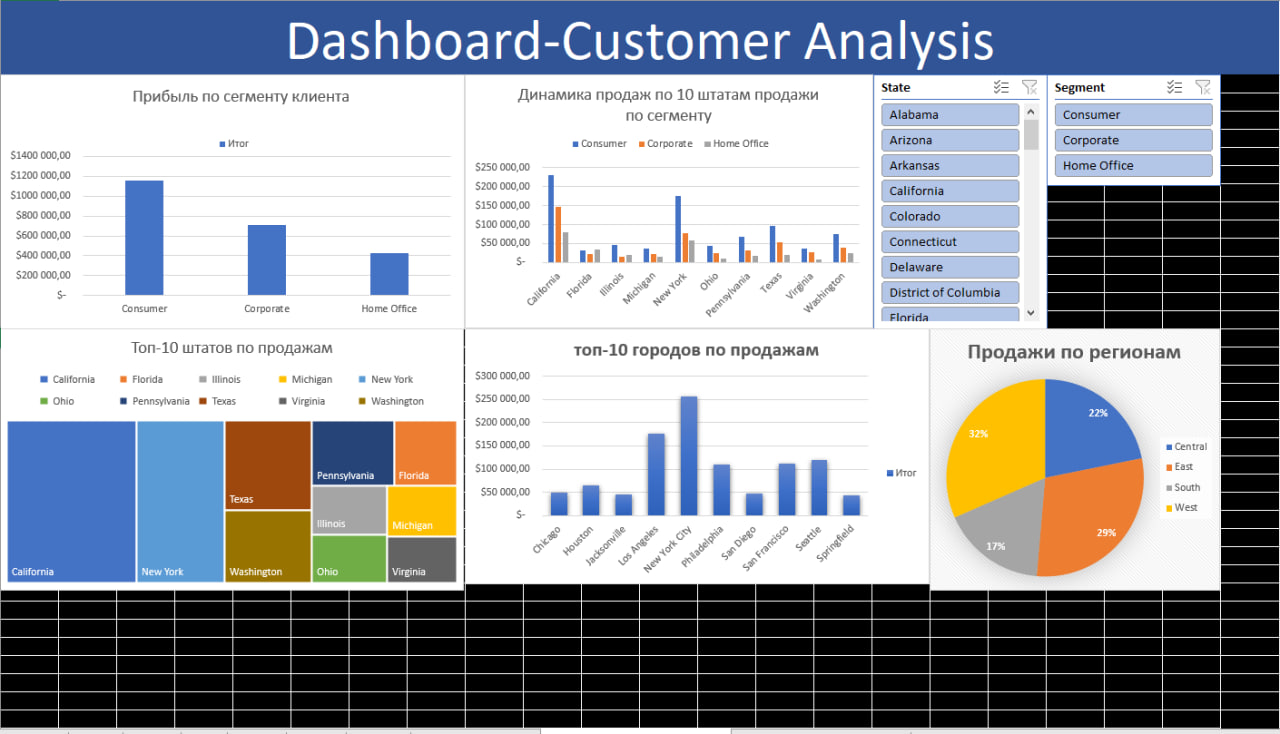 Dashboard-Customer Analysis
Прибыль по сегменту клиента
Итог
$1400 000,00
$1200 000,00
$1000 000,00
$800 000,00
$600 000,00
$400 000,00
$200 000,00
$-
Consumer
Corporate
Home Office
Динамика продаж по 10 штатам продажи
по сегменту
Consumer
Corporate
Home Office
$250 000,00
$200 000,00
$150 000,00
$100 000,00
$50 000,00
$-
California
Florida
Illinois
Michigan
New York
Ohio
Pennsylvania
Texas
Virginia
Washington
State
Alabama
Arizona
Arkansas
California
Colorado
Connecticut
Delaware
District of Columbia
Florida
Segment
Consumer
Corporate
Home Office
Топ-10 штатов по продажам
California
Florida
Illinois
Michigan
New York
Ohio
Pennsylvania
Texas
Virginia
Washington
California
New York
Texas
Washington
Pennsylvania
Florida
Illinois
Michigan
Ohio
Virginia
топ-10 городов по продажам
$300 000,00
$250 000,00
$200 000,00
$150 000,00
$100 000,00
$50 000,00
$-
Chicago
Houston
Jacksonville
Los Angeles
New York City
Philadelphia
San Diego
San Francisco
Seattle
Springfield
Итог
Продажи по регионам
22%
32%
29%
17%
Central
East
South
West